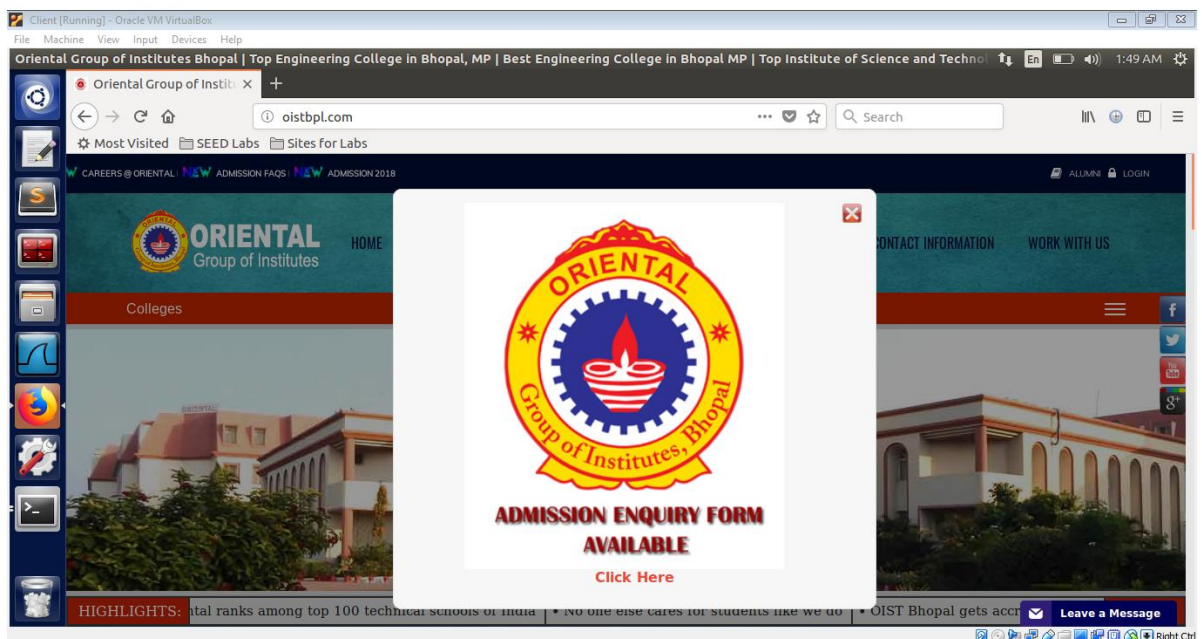 Client [Running] - Oracle VM VirtualBox
File Machine View Input Devices Help
Oriental Group of Institutes Bhopal | Top Engineering College in Bhopal, MP | Best Engineering College in Bhopal MP | Top Institute of Science and Technol En 1:49 AM
Oriental Group of Instit
oistbpl.com Search
Most Visited SEED Labs Sites for Labs
CAREERS @ ORIENTAL | NEW ADMISSION FAQS | NEW ADMISSION 2018 ALUMNI LOGIN
ORIENTAL
Group of Institutes
HOME CONTACT INFORMATION WORK WITH US
Colleges
ORIENTAL
Group of Institutes, Bhopal
ADMISSION ENQUIRY FORM
AVAILABLE
Click Here
HIGHLIGHTS: ntal ranks among top 100 technical schools of India • No one else cares for students like we do • OIST Bhopal gets accr
Leave a Message
Right Ctrl